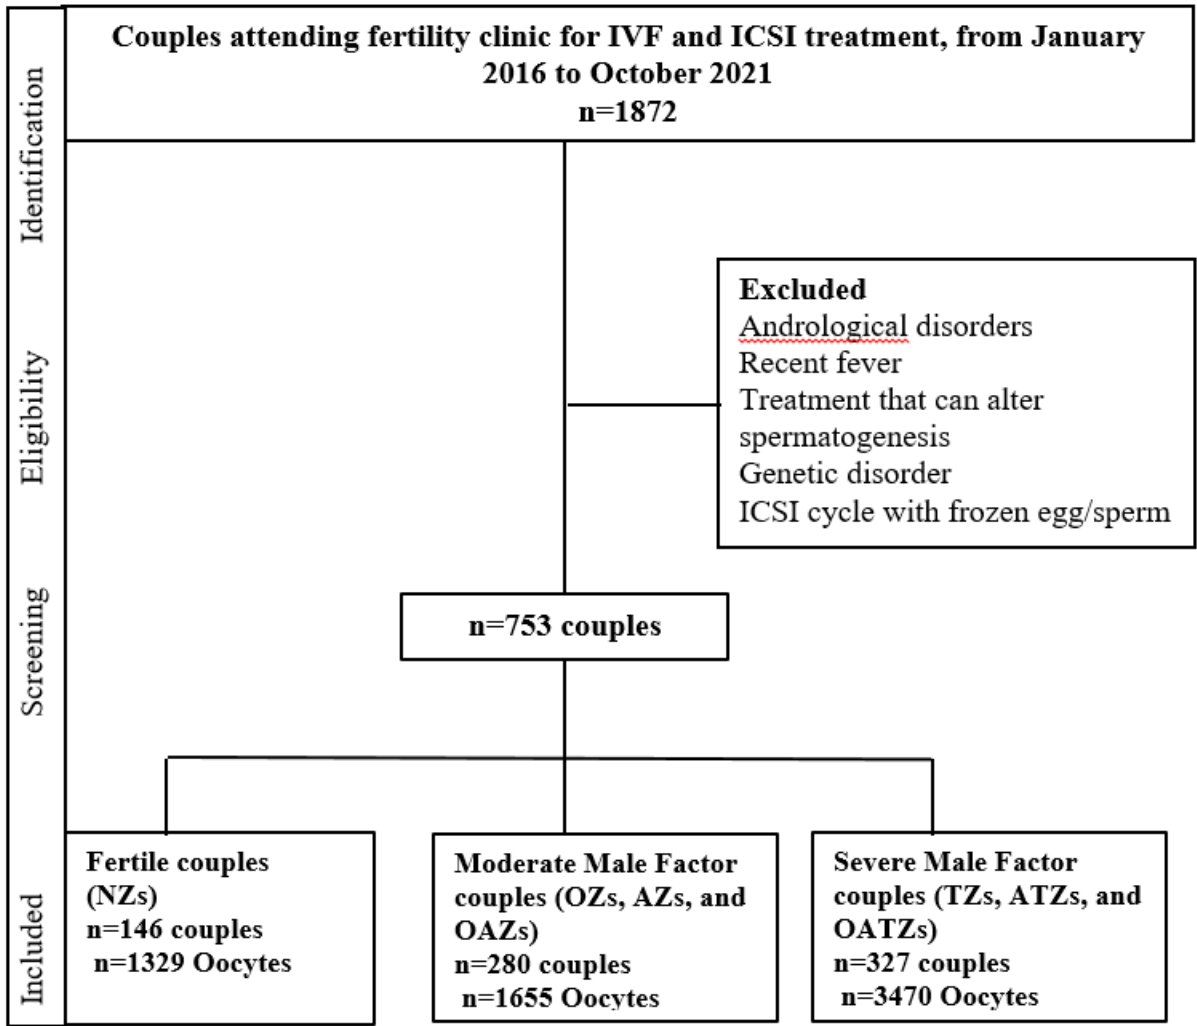 Couples attending fertility clinic for IVF and ICSI treatment, from January
2016 to October 2021
n=1872
Identification
Excluded
Andrological disorders
Recent fever
Treatment that can alter
spermatogenesis
Genetic disorder
ICSI cycle with frozen egg/sperm
Eligibility
Screening
n=753 couples
Included
Fertile couples
(NZs)
n=146 couples
n=1329 Oocytes
Moderate Male Factor
couples (OZs, AZs, and
OAZs)
n=280 couples
n=1655 Oocytes
Severe Male Factor
couples (TZs, ATZs, and
OATZs)
n=327 couples
n=3470 Oocytes